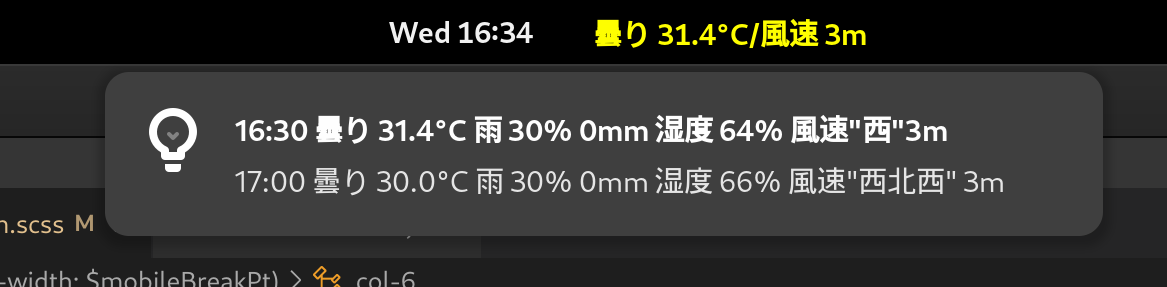 Wed 16:34 曇り 31.4°C/風速 3m
16:30 曇り 31.4°C 雨 30% 0mm 湿度 64% 風速"西"3m
17:00 曇り 30.0°C 雨 30% 0mm 湿度 66% 風速"西北西" 3m
n.scss M
-width: $mobileBreakPt) > col-6